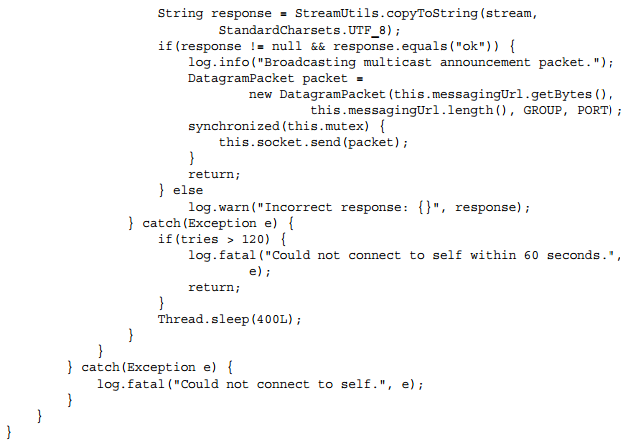 String response = StreamUtils.copyToString(stream,
StandardCharsets.UTF_8);
if(response != null && response.equals("ok")) {
log.info("Broadcasting multicast announcement packet.");
DatagramPacket packet =
new DatagramPacket(this.messagingUrl.getBytes(),
this.messagingUrl.length(), GROUP, PORT);
synchronized(this.mutex) {
this.socket.send(packet);
}
return;
} else
log.warn("Incorrect response: {}", response);
} catch(Exception e) {
if(tries > 120) {
log.fatal("Could not connect to self within 60 seconds.",
e);
return;
}
Thread.sleep(400L);
}
}
} catch(Exception e) {
log.fatal("Could not connect to self.", e);
}
}
}